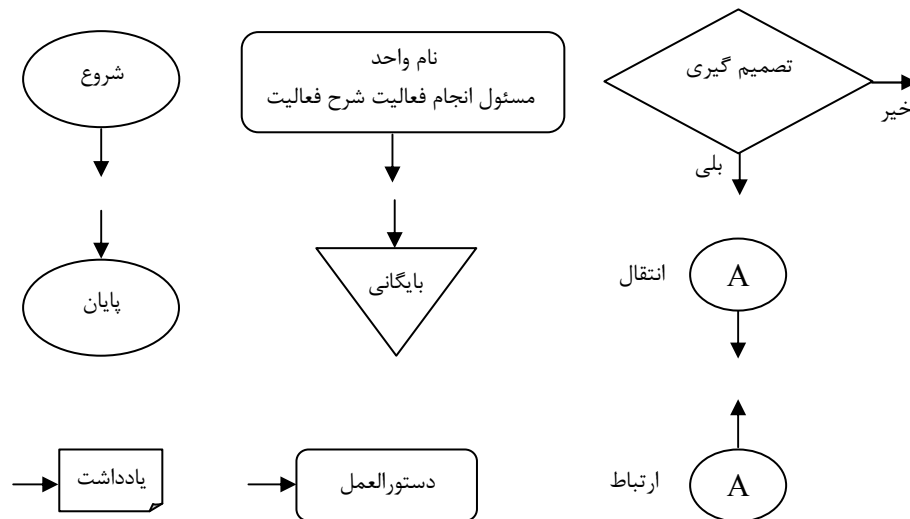 شروع
نام واحد
مسئول انجام فعالیت شرح فعالیت
تصمیم گیری
خیر
بلی
پایان
بایگانی
انتقال
A
یادداشت
دستورالعمل
ارتباط
A